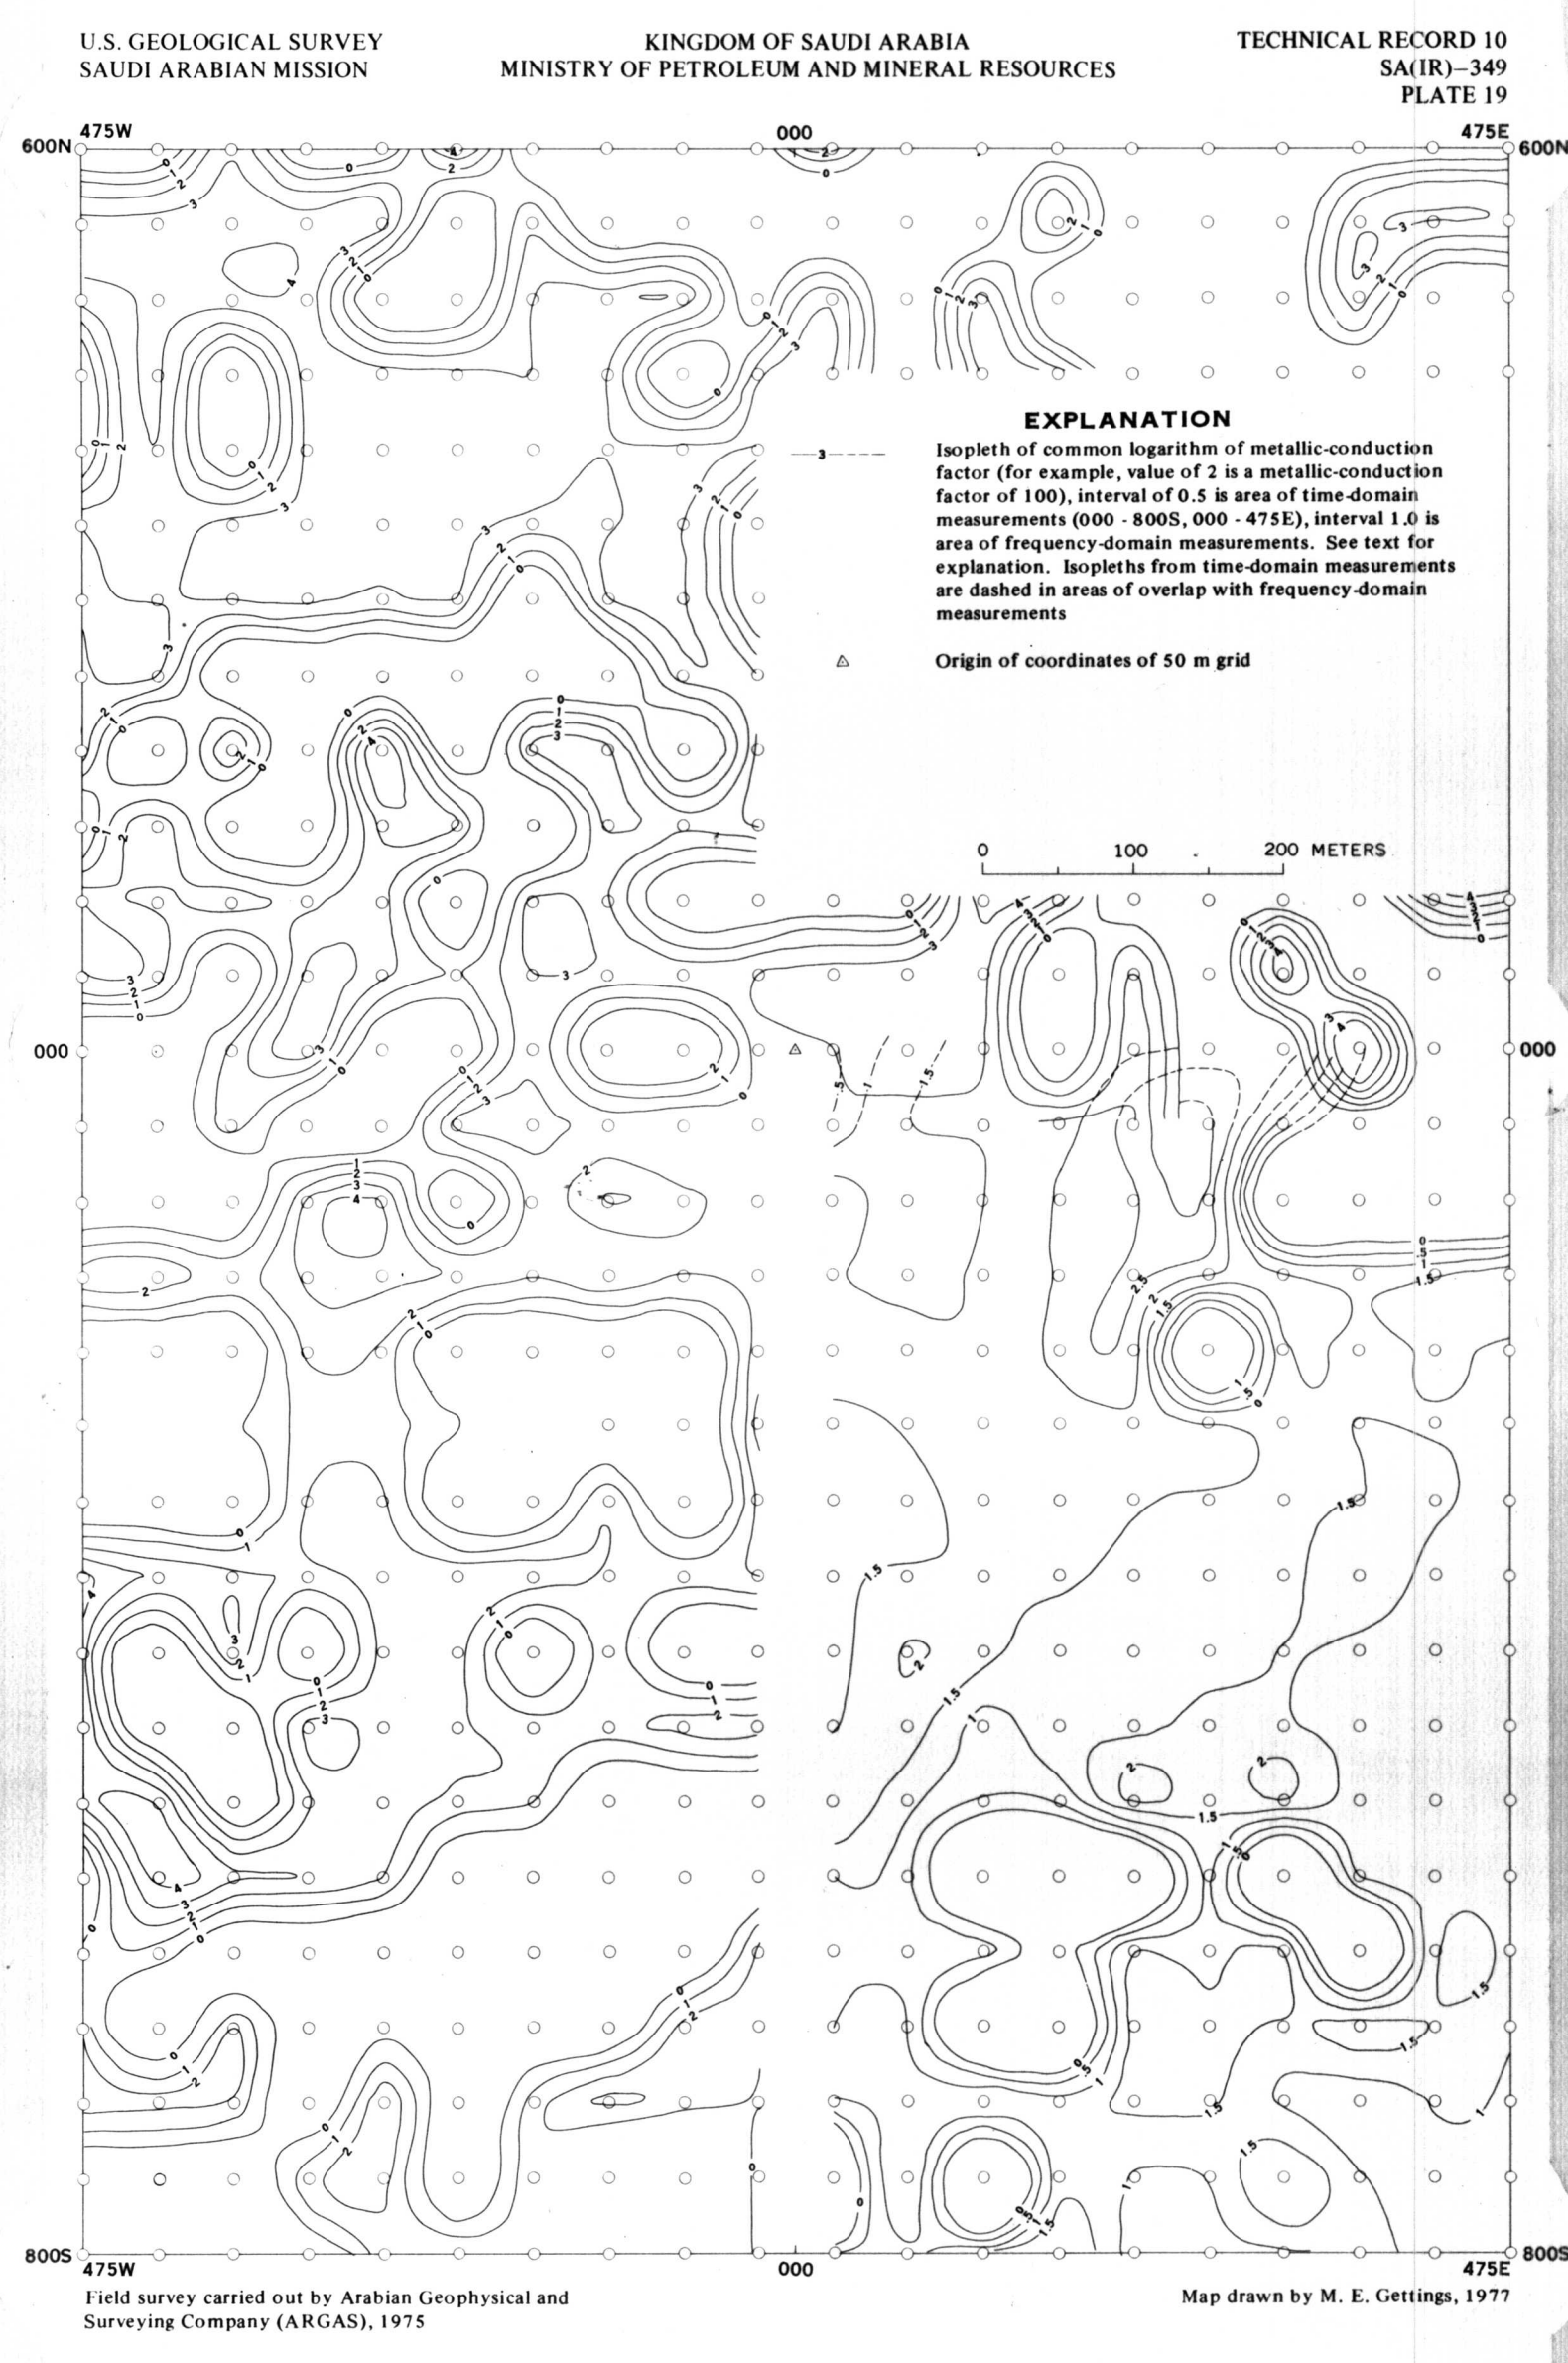 U.S. GEOLOGICAL SURVEY
SAUDI ARABIAN MISSION
KINGDOM OF SAUDI ARABIA
MINISTRY OF PETROLEUM AND MINERAL RESOURCES
TECHNICAL RECORD 10
SA(IR)–349
PLATE 19
475W
000
475E
600N
600N
EXPLANATION
3
Isopleth of common logarithm of metallic-conduction
factor (for example, value of 2 is a metallic-conduction
factor of 100), interval of 0.5 is area of time-domain
measurements (000 - 800S, 000 - 475E), interval 1.0 is
area of frequency-domain measurements. See text for
explanation. Isopleths from time-domain measurements
are dashed in areas of overlap with frequency-domain
measurements
Origin of coordinates of 50 m grid
0 100 200 METERS
000
000
800S
800S
475W
000
475E
Field survey carried out by Arabian Geophysical and
Surveying Company (ARGAS), 1975
Map drawn by M. E. Gettings, 1977